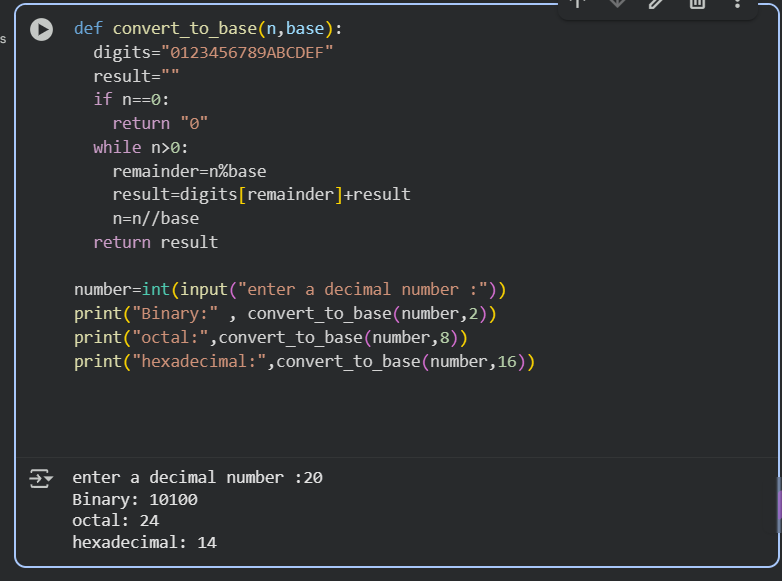 s
def convert_to_base(n,base):
  digits="0123456789ABCDEF"
  result=""
  if n==0:
    return "0"
  while n>0:
    remainder=n%base
    result=digits[remainder]+result
    n=n//base
  return result

number=int(input("enter a decimal number :"))
print("Binary:" , convert_to_base(number,2))
print("octal:",convert_to_base(number,8))
print("hexadecimal:",convert_to_base(number,16))

enter a decimal number :20
Binary: 10100
octal: 24
hexadecimal: 14